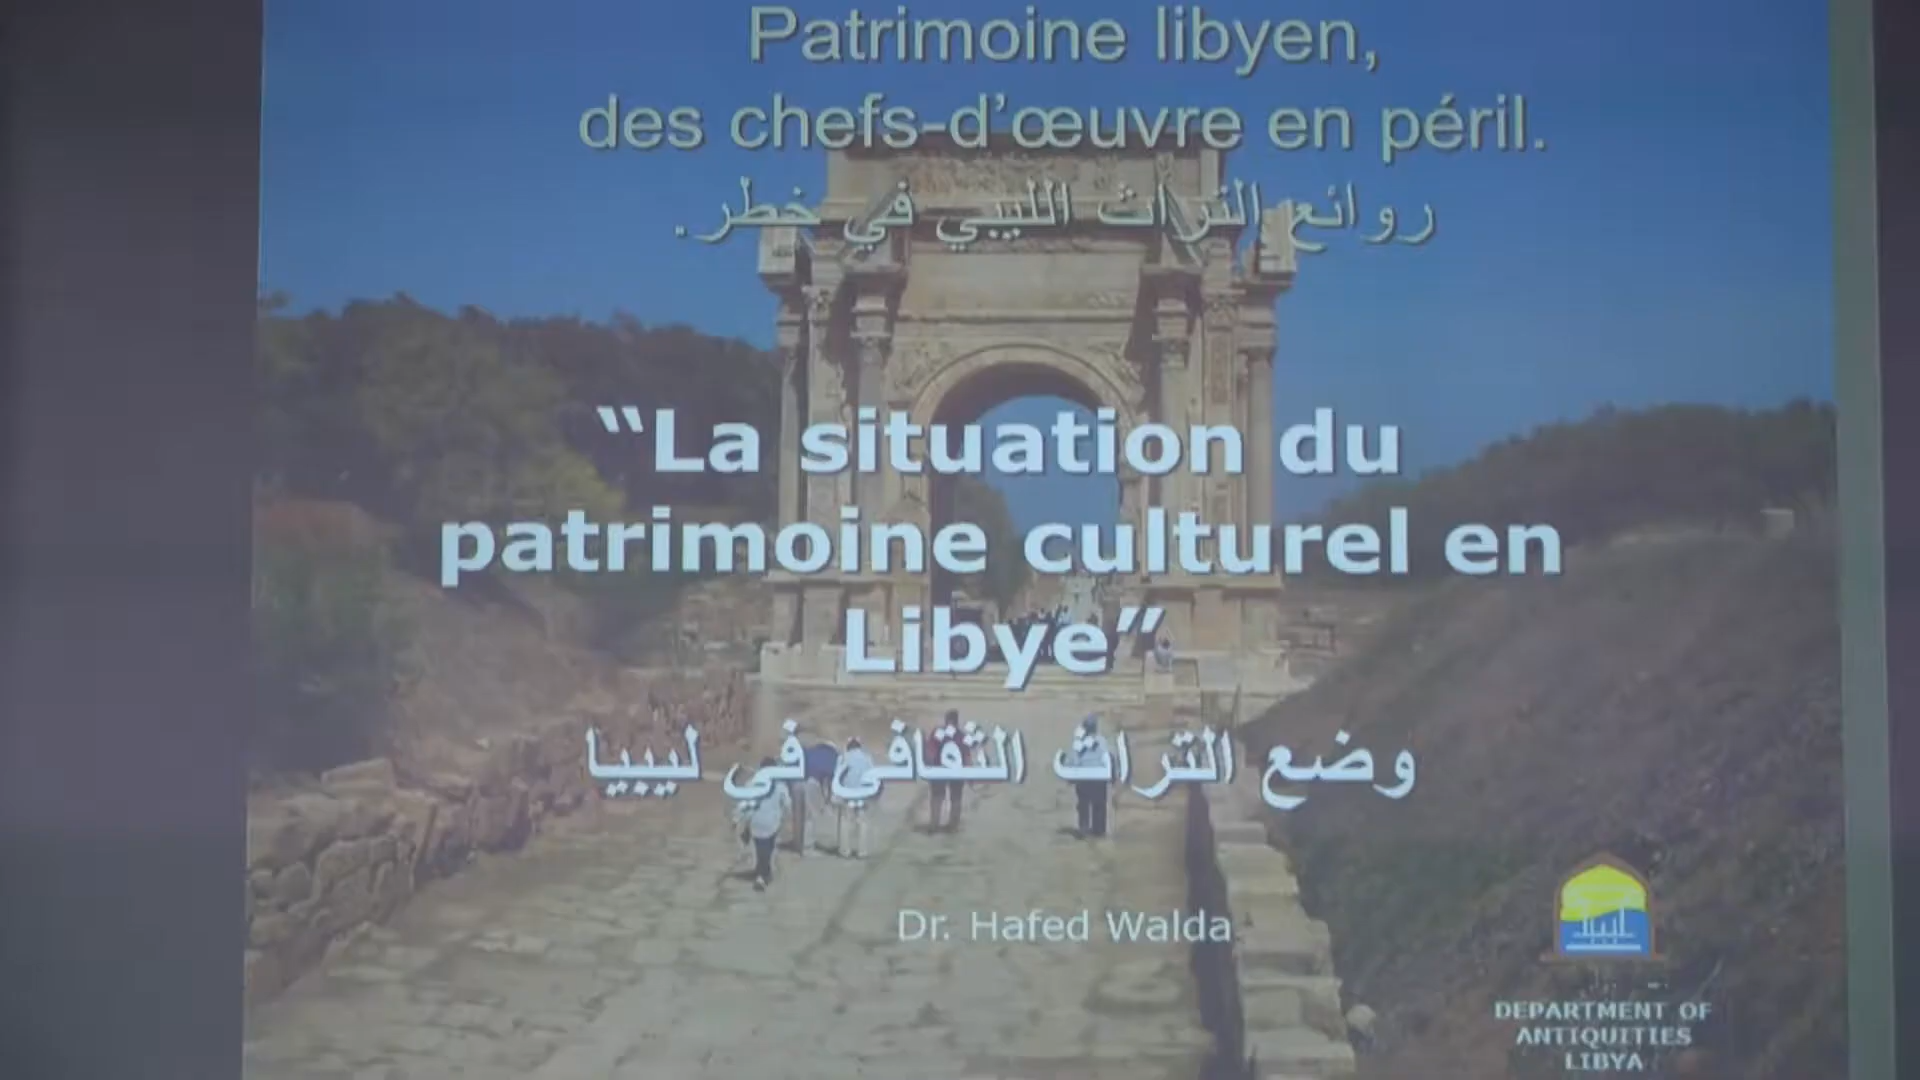 Patrimoine libyen,
des chefs-d’œuvre en péril.
روائع التراث الليبي في خطر.
“La situation du
patrimoine culturel en
Libye”
وضع التراث الثقافي في ليبيا
Dr. Hafed Walda
DEPARTMENT OF
ANTIQUITIES
LIBYA